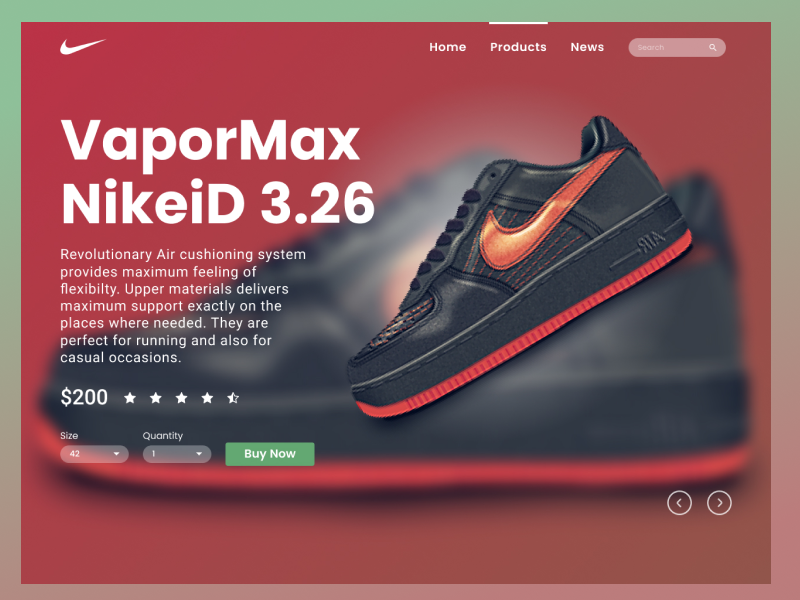 Home Products News Search
VaporMax
NikeiD 3.26
Revolutionary Air cushioning system
provides maximum feeling of
flexibilty. Upper materials delivers
maximum support exactly on the
places where needed. They are
perfect for running and also for
casual occasions.
$200
Size Quantity
42 1 Buy Now
AIR